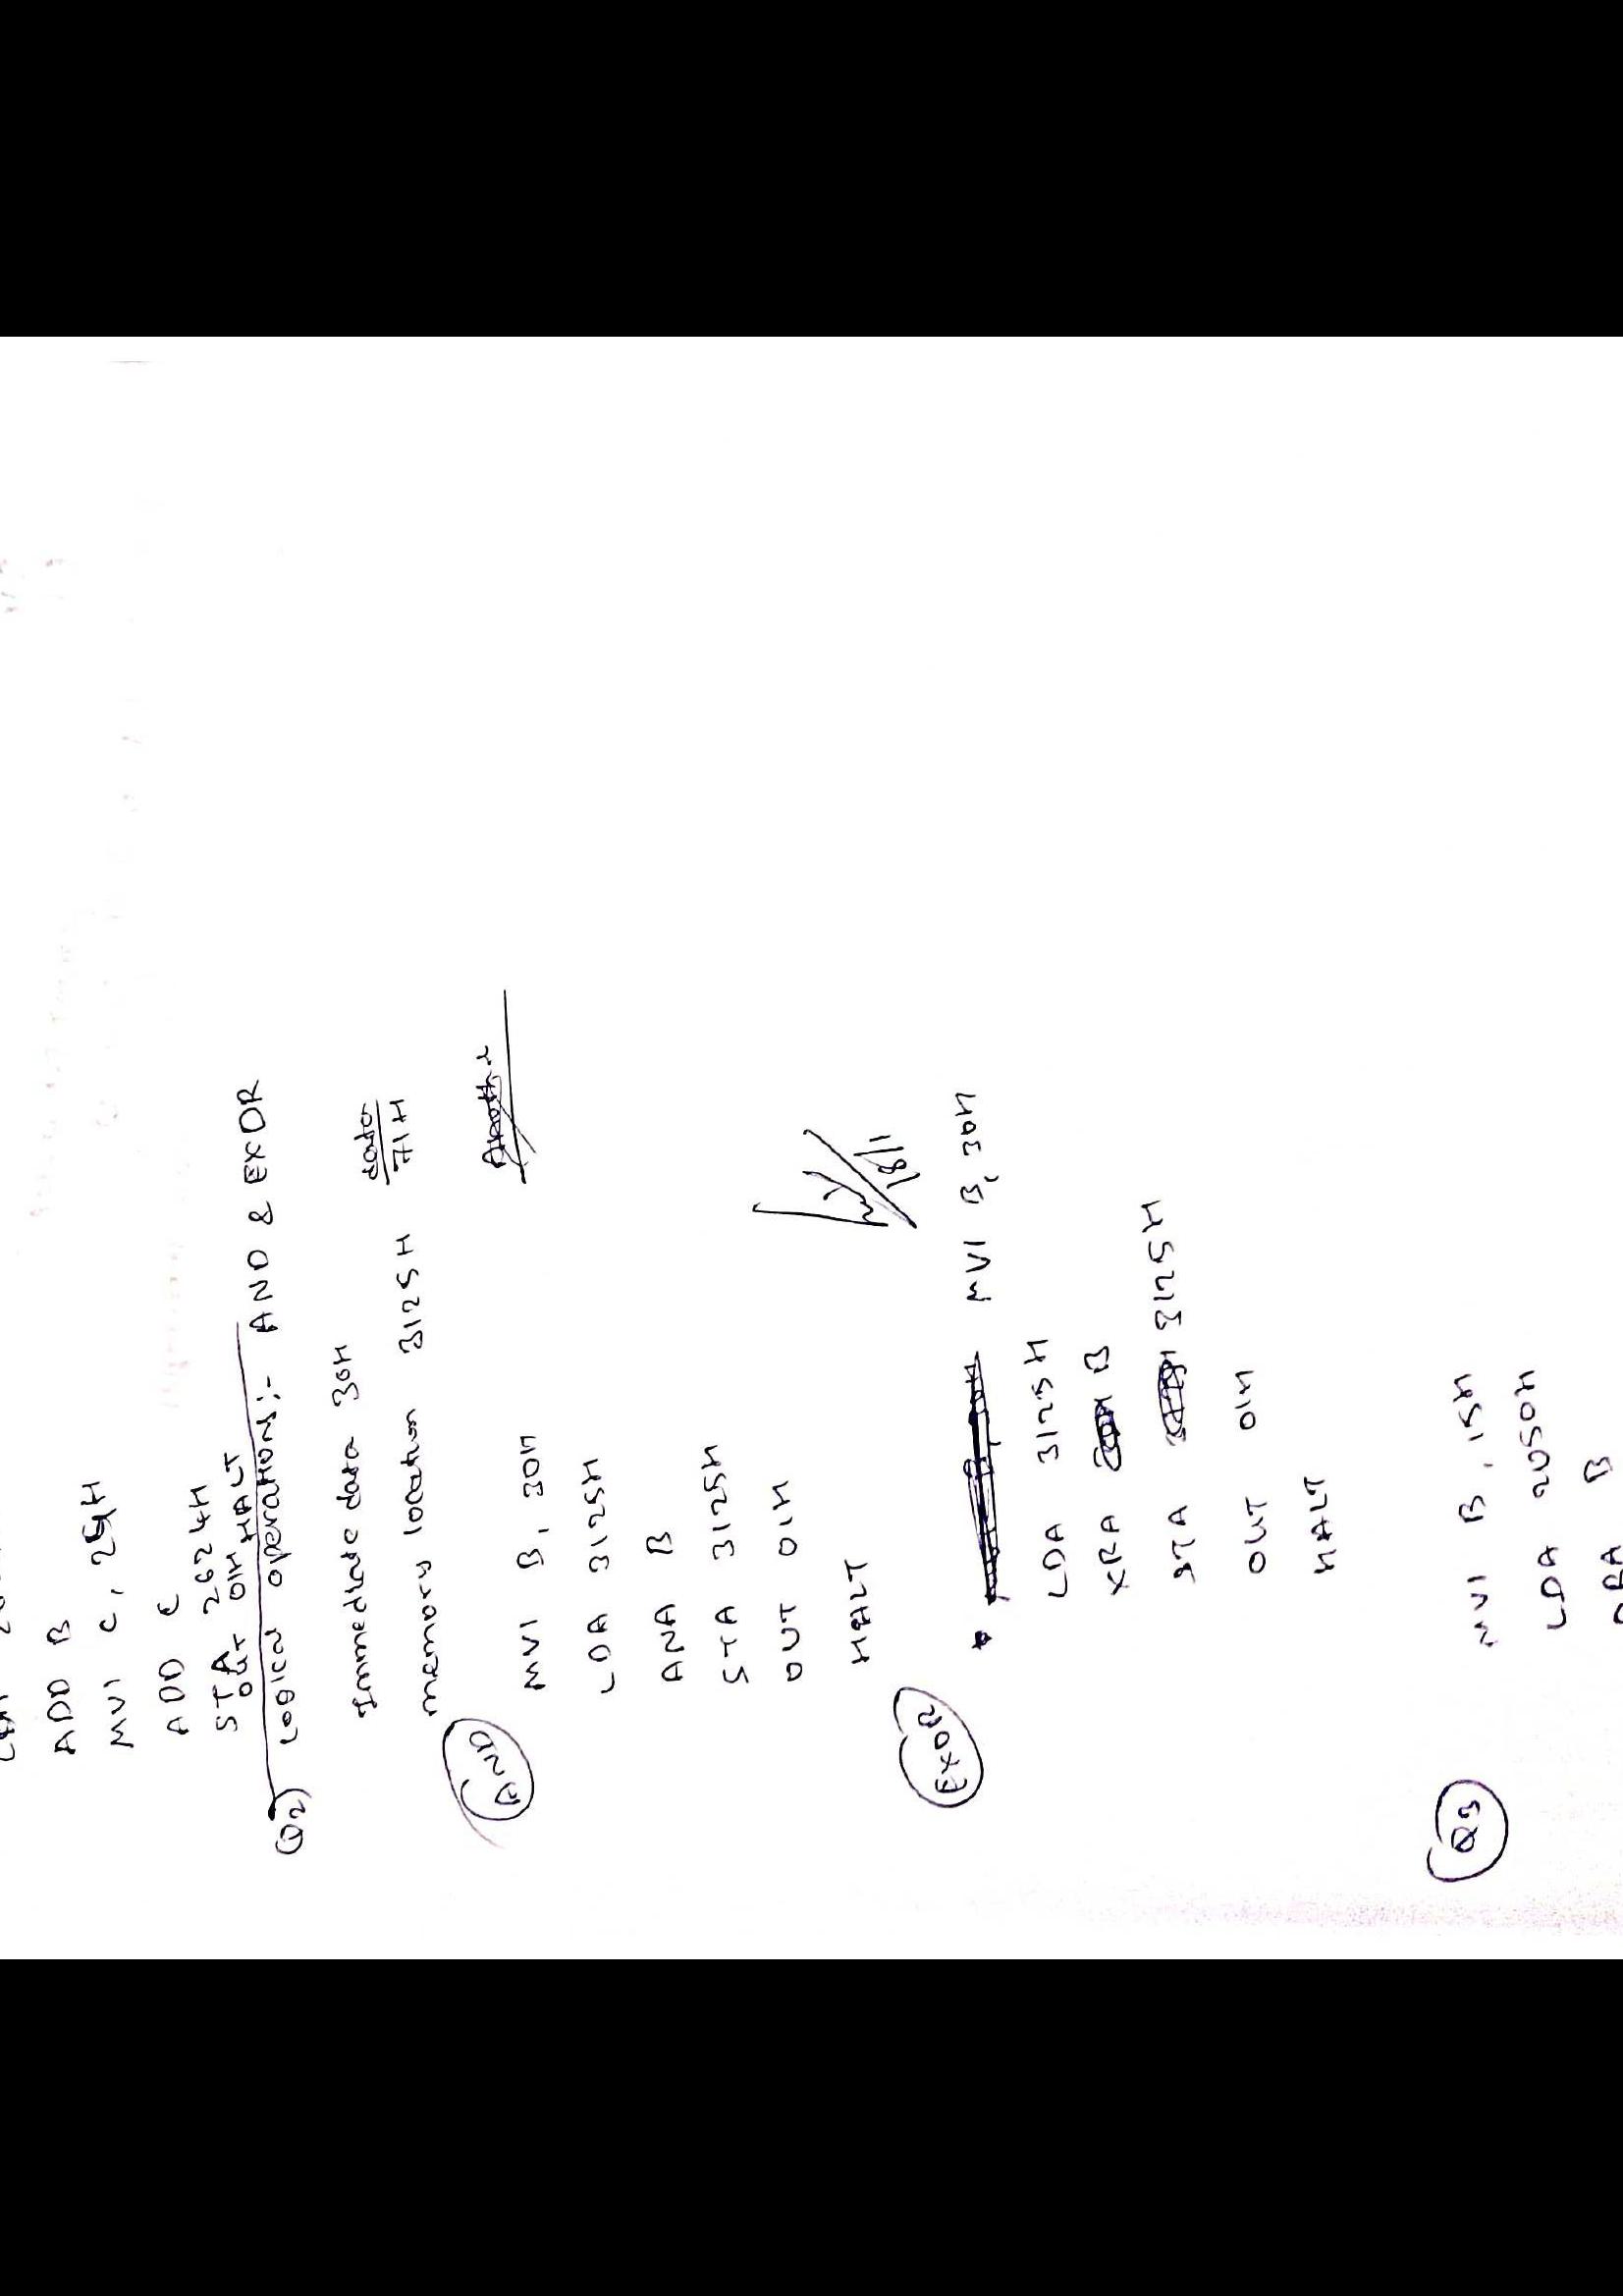 ADD B
MVI C, 25H
ADD C
STA 2624H
OUT 01H HALT
Q2) Logical operations:- AND & EXOR
Immediate data 30H
data
memory location 3125H 71H
AND
MVI B, 30H
LDA 3125H
ANA B
STA 3125H
OUT 01H
HALT
EXOR
MVI B, 30H
LDA 3125H
XRA B
STA 3125H
OUT 01H
HALT
Q3
MVI B, 15H
LDA 2050H
ORA B